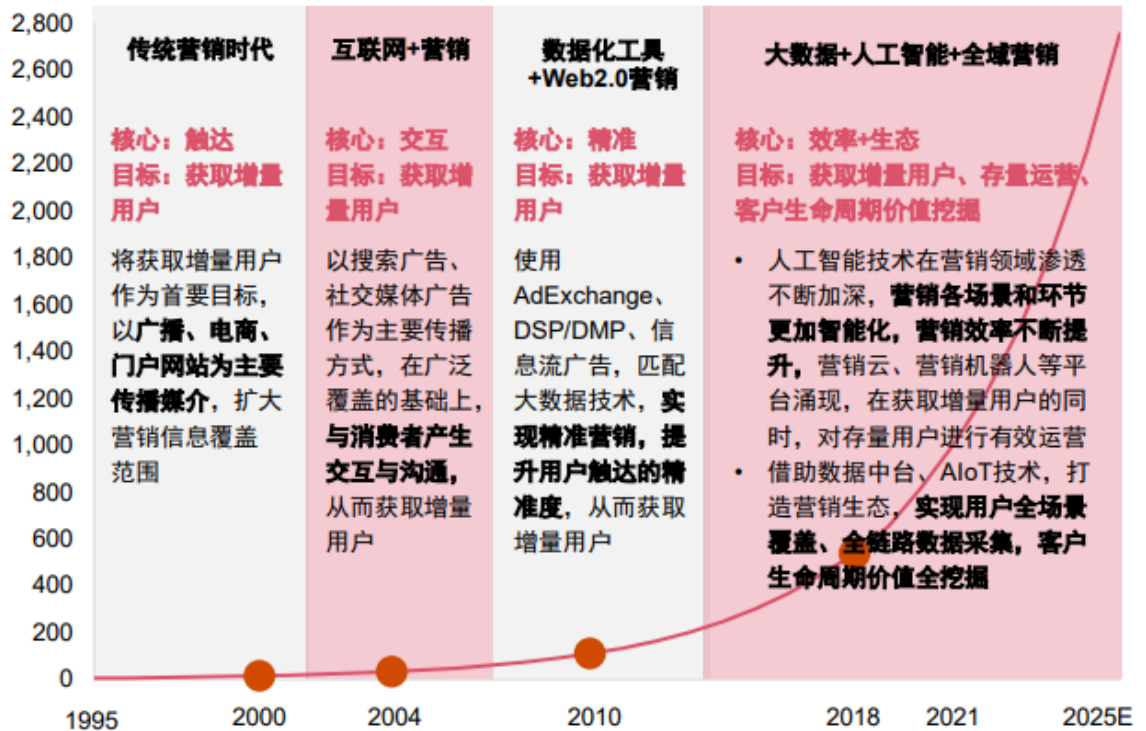 2,800
2,600
2,400
2,200
2,000
1,800
1,600
1,400
1,200
1,000
800
600
400
200
0
传统营销时代
核心：触达
目标：获取增量
用户
将获取增量用户
作为首要目标，
以广播、电商、
门户网站为主要
传播媒介，扩大
营销信息覆盖
范围
互联网+营销
核心：交互
目标：获取增
量用户
以搜索广告、
社交媒体广告
作为主要传播
方式，在广泛
覆盖的基础上，
与消费者产生
交互与沟通，
从而获取增量
用户
数据化工具
+Web2.0营销
核心：精准
目标：获取增量
用户
使用
AdExchange、
DSP/DMP、信
息流广告，匹配
大数据技术，实
现精准营销，提
升用户触达的精
准度，从而获取
增量用户
大数据+人工智能+全域营销
核心：效率+生态
目标：获取增量用户、存量运营、
客户生命周期价值挖掘
• 人工智能技术在营销领域渗透
不断加深，营销各场景和环节
更加智能化，营销效率不断提
升，营销云、营销机器人等平
台涌现，在获取增量用户的同
时，对存量用户进行有效运营
• 借助数据中台、AIoT技术，打
造营销生态，实现用户全场景
覆盖、全链路数据采集，客户
生命周期价值全挖掘
1995
2000
2004
2010
2018
2021
2025E